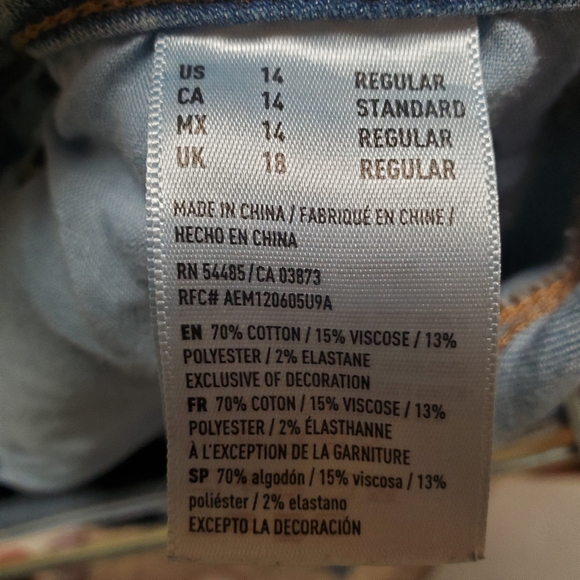 US 14 REGULAR
CA 14 STANDARD
MX 14 REGULAR
UK 18 REGULAR
MADE IN CHINA / FABRIQUÉ EN CHINE /
HECHO EN CHINA
RN 54485 / CA 03873
RFC# AEM120605U9A
EN 70% COTTON / 15% VISCOSE / 13%
POLYESTER / 2% ELASTANE
EXCLUSIVE OF DECORATION
FR 70% COTON / 15% VISCOSE / 13%
POLYESTER / 2% ÉLASTHANNE
À L'EXCEPTION DE LA GARNITURE
SP 70% algodón / 15% viscosa / 13%
poliéster / 2% elastano
EXCEPTO LA DECORACIÓN